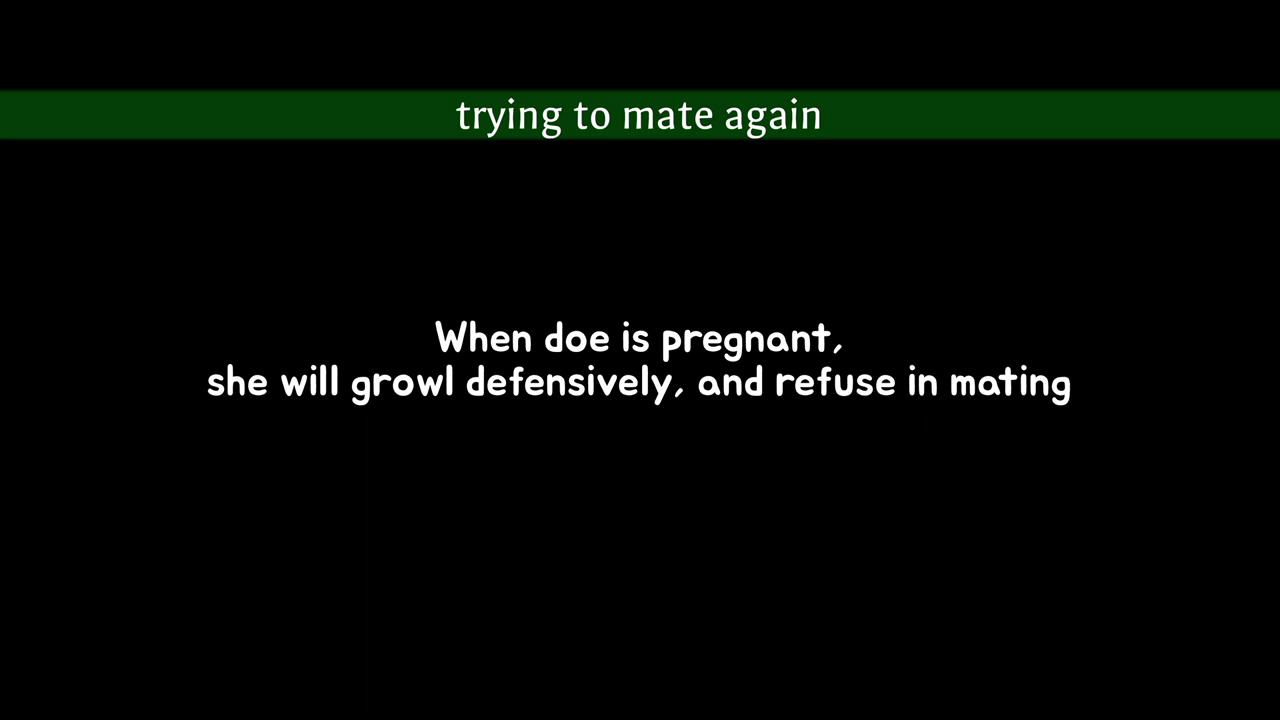 trying to mate again
When doe is pregnant,
she will growl defensively, and refuse in mating